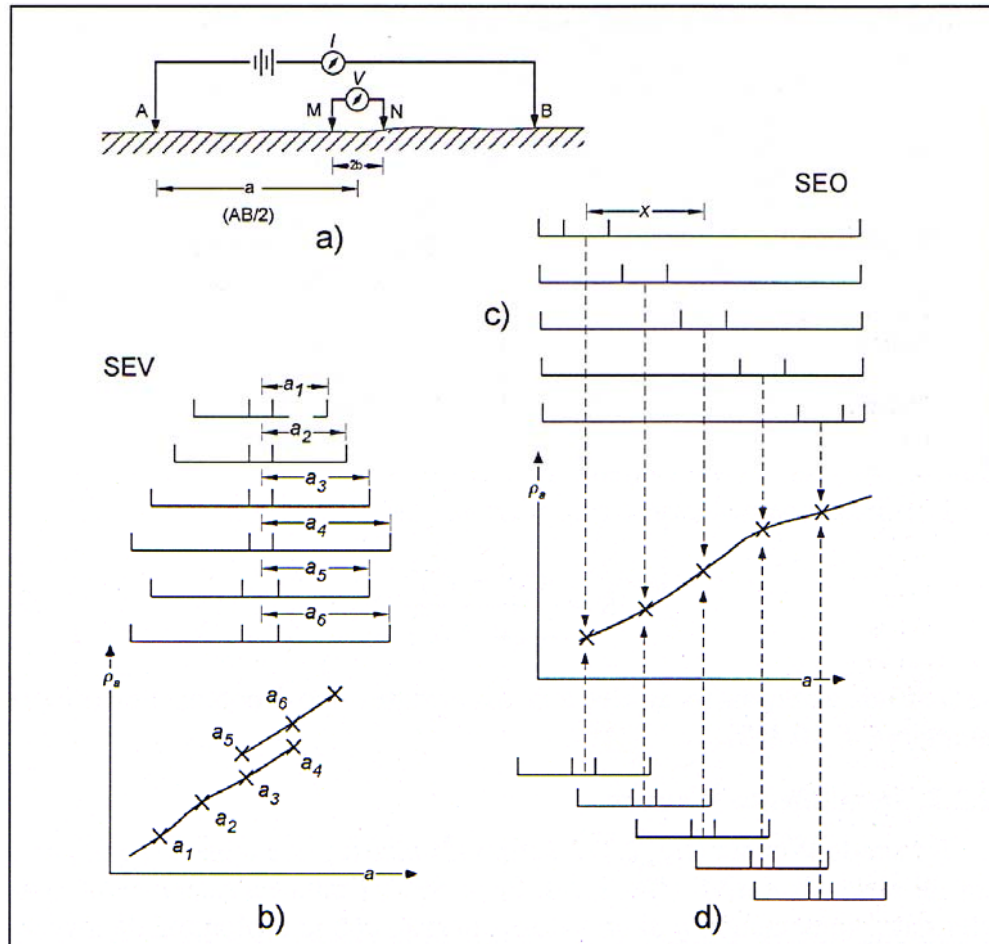 I
V
A M N B
2b
a
(AB/2)
a)
SEO
x
c)
SEV
a1
a2
a3
a4
a5
a6
ρa
a6
a5
a4
a3
a2
a1
a
b)
ρa
a
d)